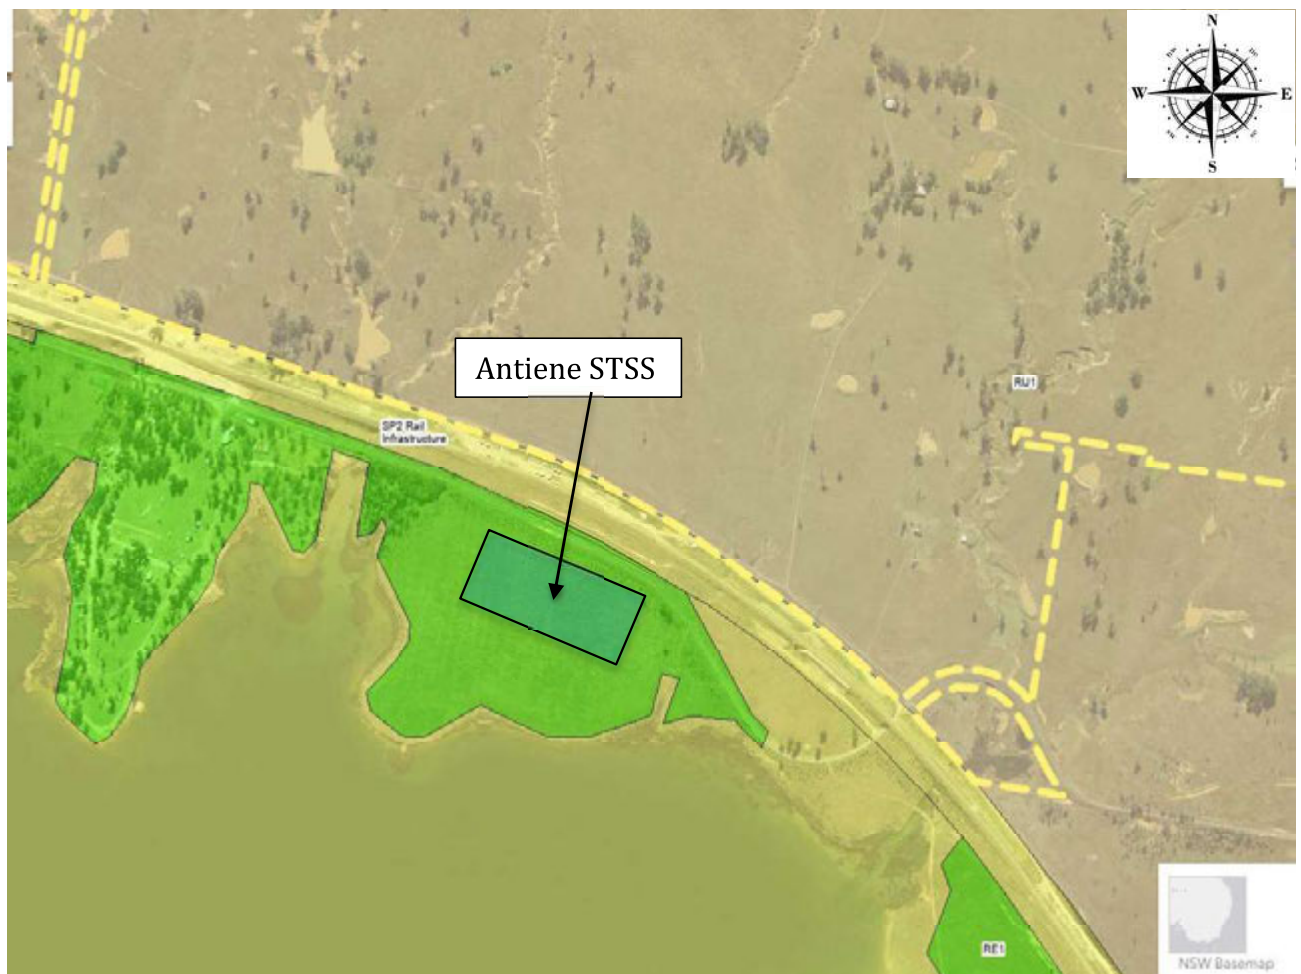 N
W
E
S
RU1
Antiene STSS
SP2 Rail
Infrastructure
RE1
NSW Basemap